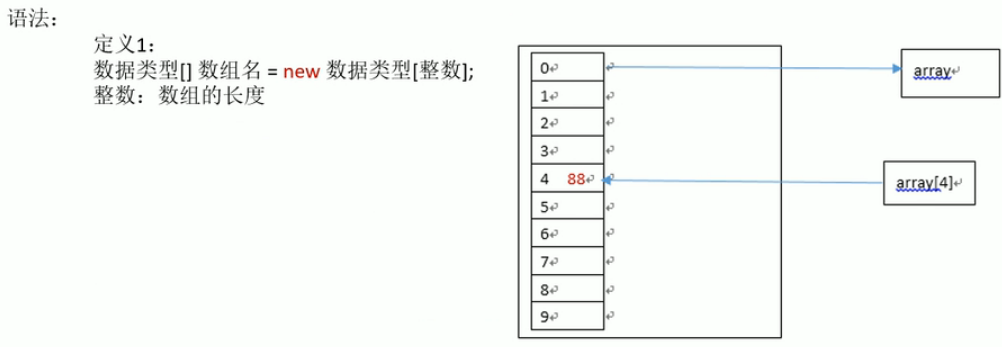 语法：
定义1：
数据类型[] 数组名 = new 数据类型[整数];
整数：数组的长度
0
1
2
3
4 88
5
6
7
8
9
array
array[4]